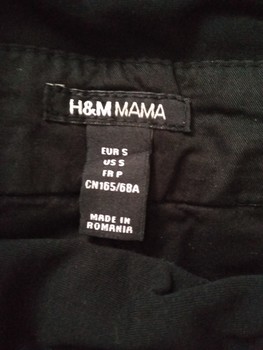 H&M MAMA
EUR S
US S
FR P
CN165/68A
MADE IN
ROMANIA